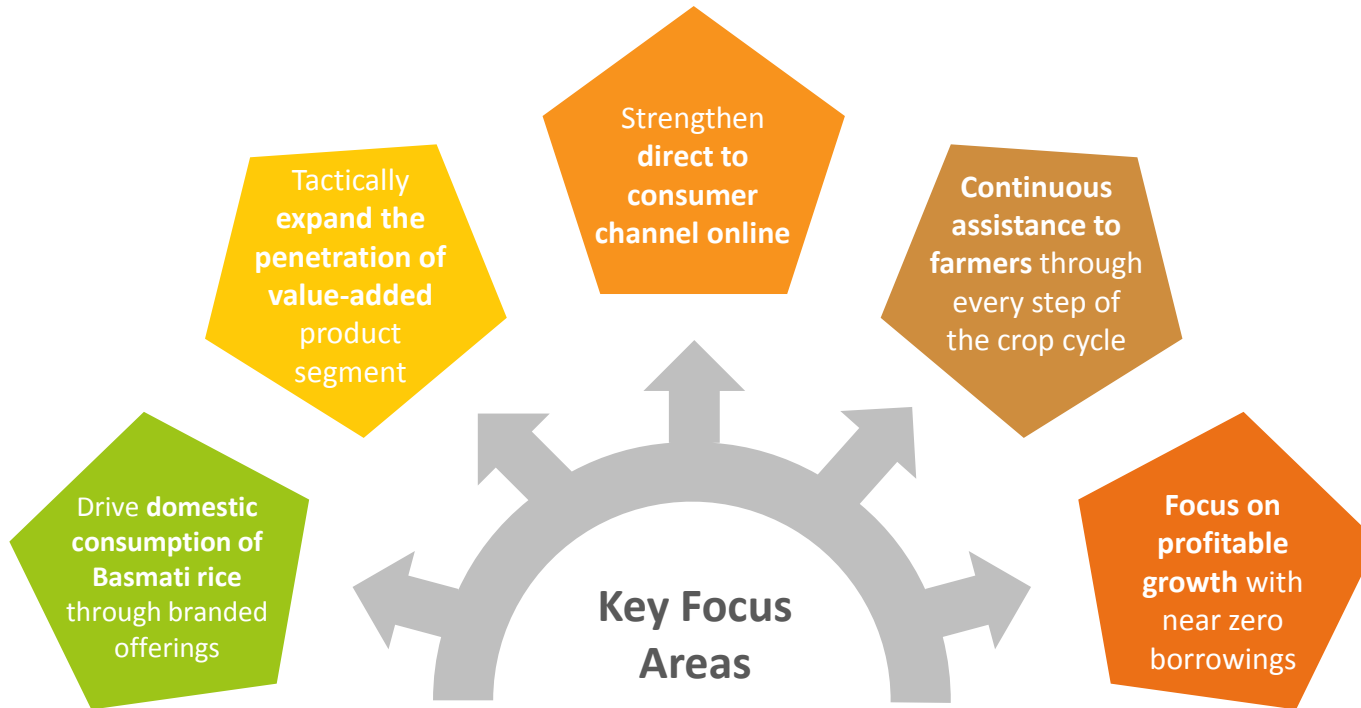 Drive domestic
consumption of
Basmati rice
through branded
offerings
Tactically
expand the
penetration of
value-added
product
segment
Strengthen
direct to
consumer
channel online
Continuous
assistance to
farmers through
every step of
the crop cycle
Focus on
profitable
growth with
near zero
borrowings
Key Focus
Areas